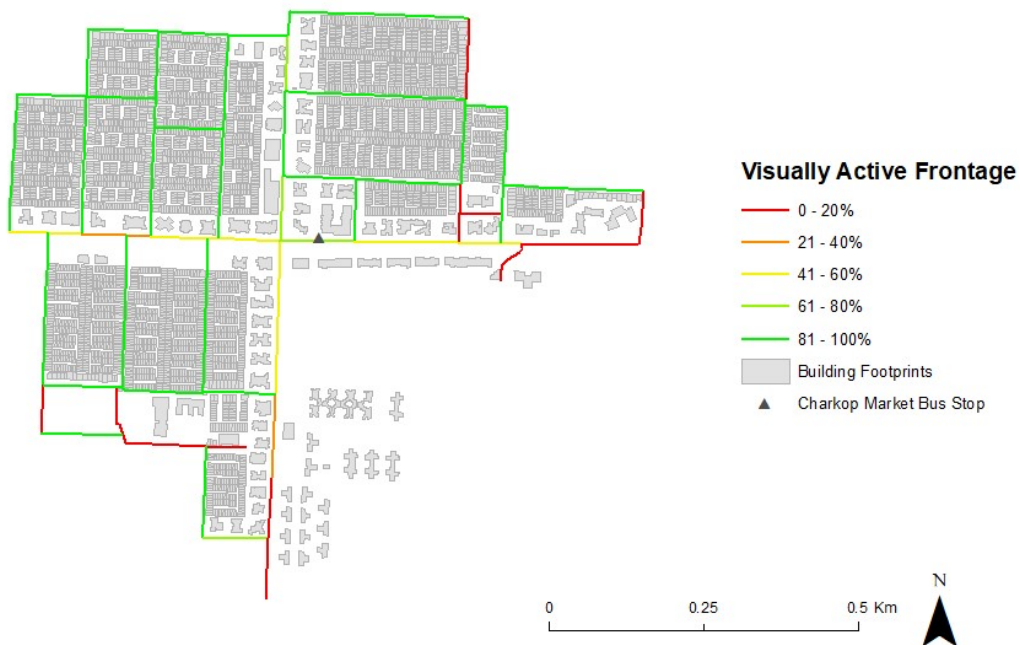 Visually Active Frontage
0 - 20%
21 - 40%
41 - 60%
61 - 80%
81 - 100%
Building Footprints
Charkop Market Bus Stop
N
0 0.25 0.5 Km